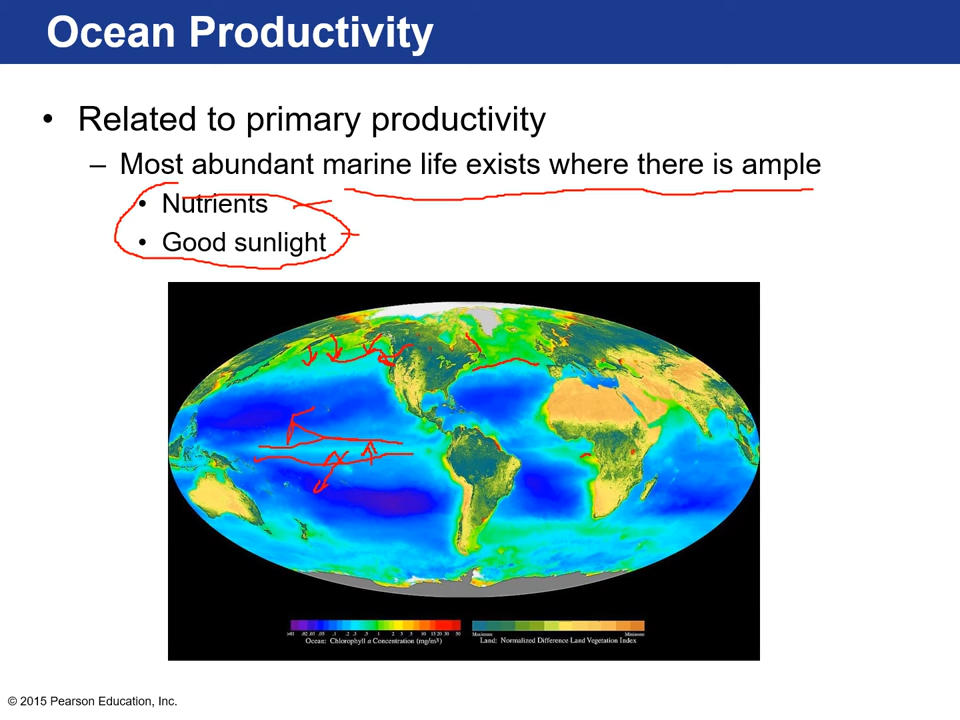 Ocean Productivity
• Related to primary productivity
– Most abundant marine life exists where there is ample
• Nutrients
• Good sunlight
Maximum Minimum
Ocean: Chlorophyll a Concentration (mg/m³)
Land: Normalized Difference Land Vegetation Index
© 2015 Pearson Education, Inc.